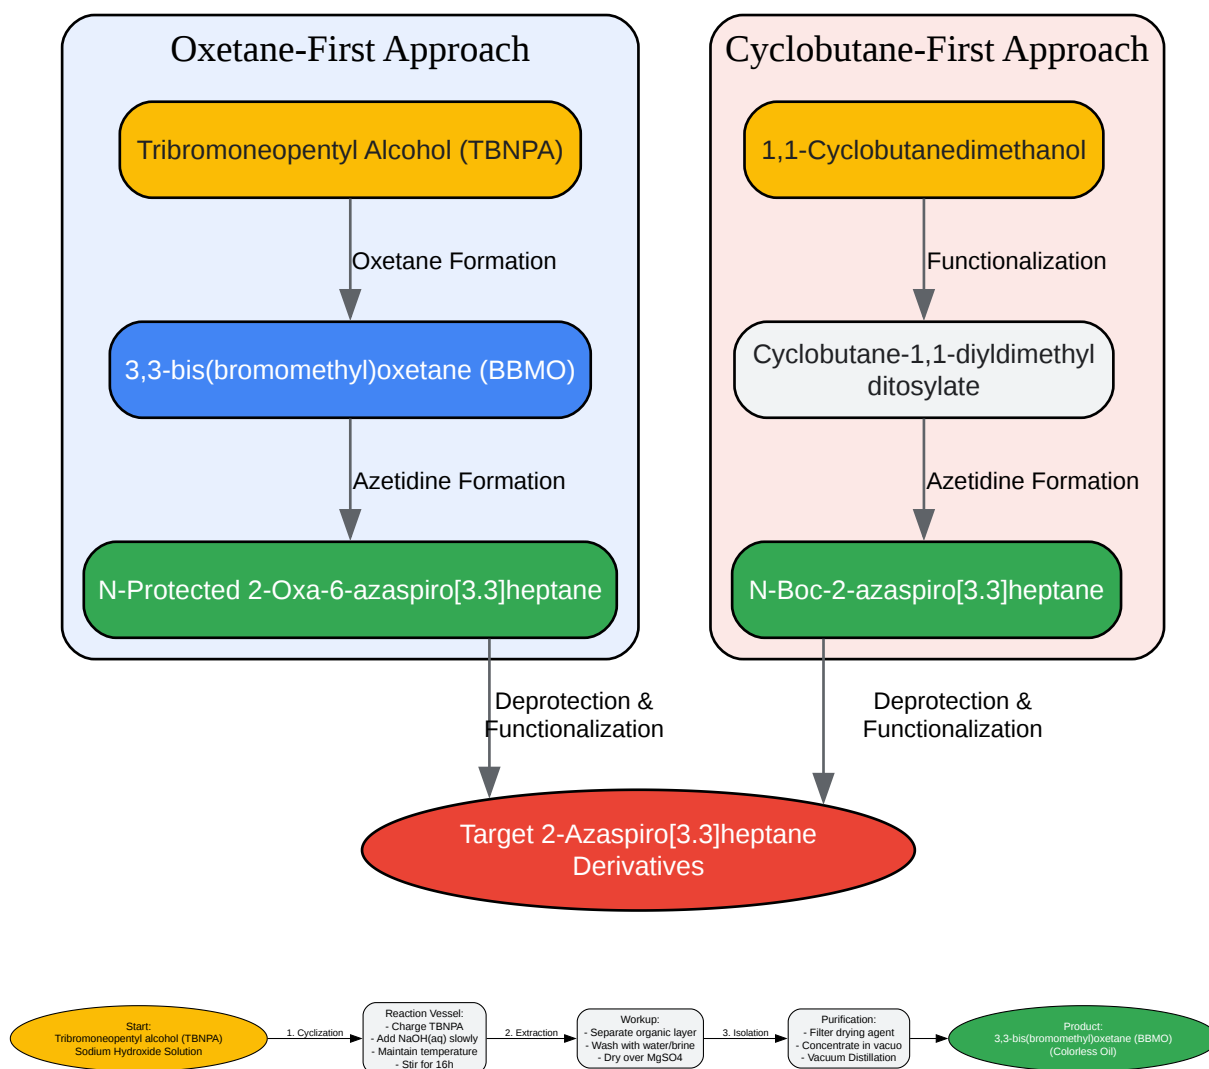 Oxetane-First Approach
Tribromoneopentyl Alcohol (TBNPA)
Oxetane Formation
3,3-bis(bromomethyl)oxetane (BBMO)
Azetidine Formation
N-Protected 2-Oxa-6-azaspiro[3.3]heptane
Deprotection &
Functionalization
Cyclobutane-First Approach
1,1-Cyclobutanedimethanol
Functionalization
Cyclobutane-1,1-diyldimethyl
ditosylate
Azetidine Formation
N-Boc-2-azaspiro[3.3]heptane
Deprotection &
Functionalization
Target 2-Azaspiro[3.3]heptane
Derivatives
Start:
Tribromoneopentyl alcohol (TBNPA)
Sodium Hydroxide Solution
1. Cyclization
Reaction Vessel:
- Charge TBNPA
- Add NaOH(aq) slowly
- Maintain temperature
- Stir for 16h
2. Extraction
Workup:
- Separate organic layer
- Wash with water/brine
- Dry over MgSO4
3. Isolation
Purification:
- Filter drying agent
- Concentrate in vacuo
- Vacuum Distillation
Product:
3,3-bis(bromomethyl)oxetane (BBMO)
(Colorless Oil)